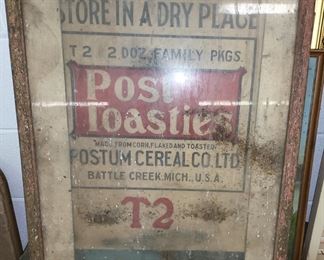 STORE IN A DRY PLACE
T2 2 DOZ. FAMILY PKGS.
Post
Toasties
"MADE FROM CORN, FLAKED AND TOASTED"
POSTUM CEREAL CO. LTD.
BATTLE CREEK, MICH., U.S.A.
T2